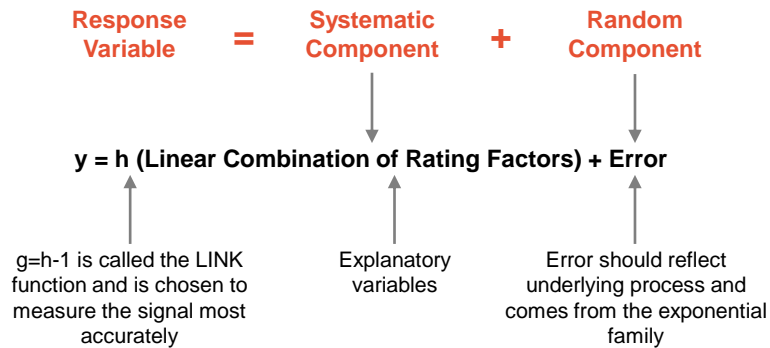 Response Variable = Systematic Component + Random Component
y = h (Linear Combination of Rating Factors) + Error
g=h-1 is called the LINK
function and is chosen to
measure the signal most
accurately
Explanatory
variables
Error should reflect
underlying process and
comes from the exponential
family